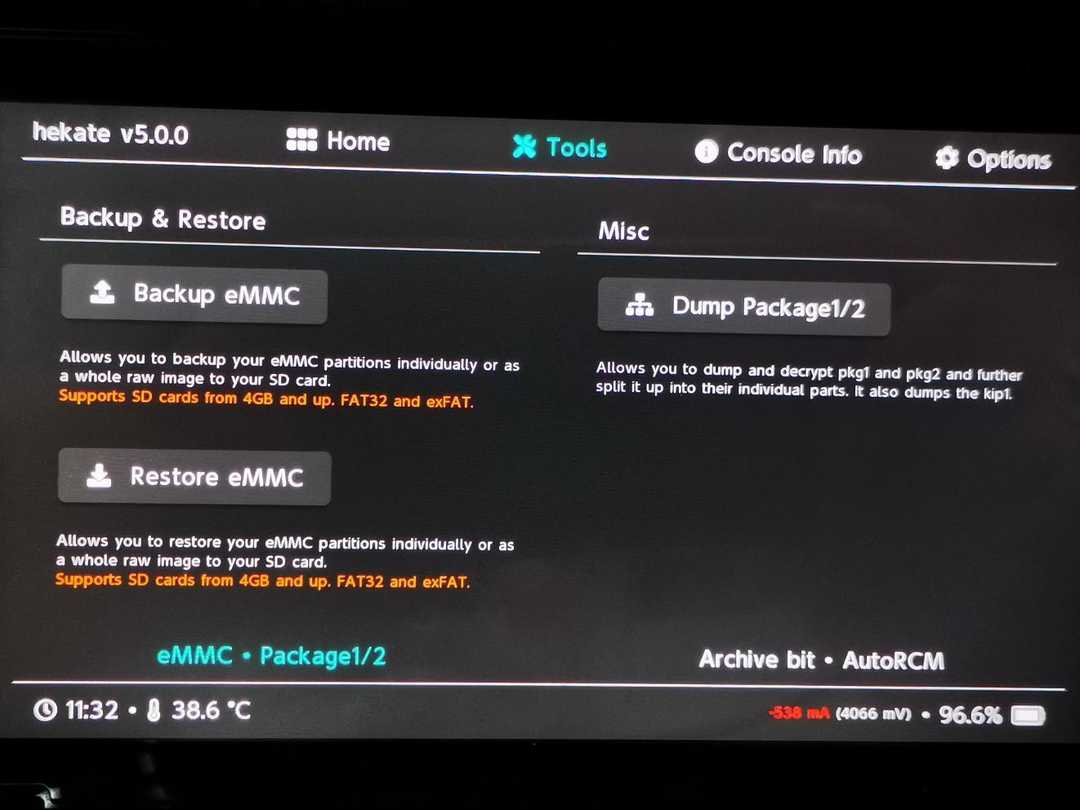 hekate v5.0.0 Home Tools Console Info Options
Backup & Restore
Backup eMMC
Allows you to backup your eMMC partitions individually or as
a whole raw image to your SD card.
Supports SD cards from 4GB and up. FAT32 and exFAT.
Restore eMMC
Allows you to restore your eMMC partitions individually or as
a whole raw image to your SD card.
Supports SD cards from 4GB and up. FAT32 and exFAT.
Misc
Dump Package1/2
Allows you to dump and decrypt pkg1 and pkg2 and further
split it up into their individual parts. It also dumps the kip1.
eMMC • Package1/2 Archive bit • AutoRCM
11:32 • 38.6 °C -538 mA (4066 mV) • 96.6%